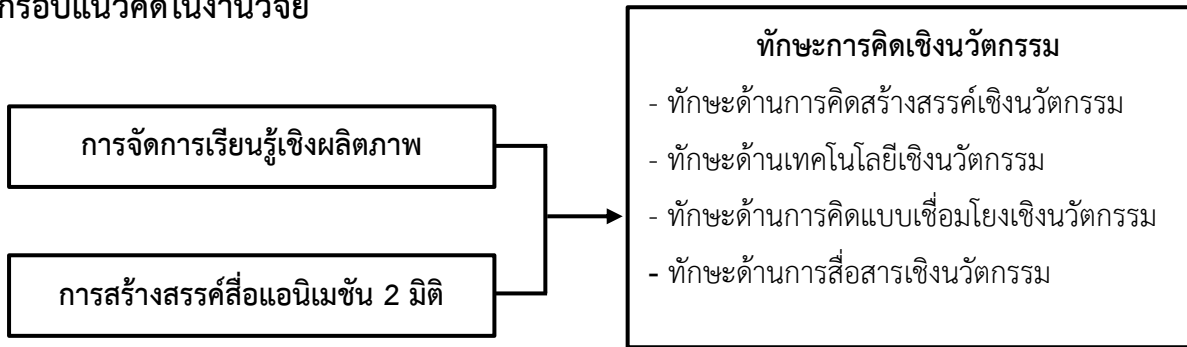 กรอบแนวคิดในงานวิจัย
การจัดการเรียนรู้เชิงผลิตภาพ
การสร้างสรรค์สื่อแอนิเมชัน 2 มิติ
ทักษะการคิดเชิงนวัตกรรม
- ทักษะด้านการคิดสร้างสรรค์เชิงนวัตกรรม
- ทักษะด้านเทคโนโลยีเชิงนวัตกรรม
- ทักษะด้านการคิดแบบเชื่อมโยงเชิงนวัตกรรม
- ทักษะด้านการสื่อสารเชิงนวัตกรรม